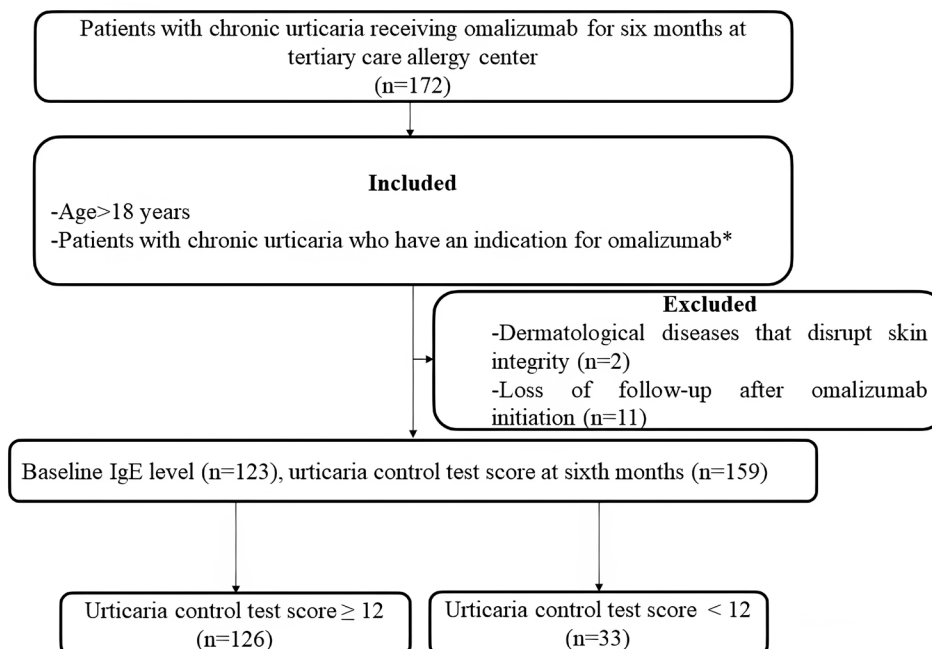 Patients with chronic urticaria receiving omalizumab for six months at
tertiary care allergy center
(n=172)
Included
-Age>18 years
-Patients with chronic urticaria who have an indication for omalizumab*
Excluded
-Dermatological diseases that disrupt skin
integrity (n=2)
-Loss of follow-up after omalizumab
initiation (n=11)
Baseline IgE level (n=123), urticaria control test score at sixth months (n=159)
Urticaria control test score ≥ 12
(n=126)
Urticaria control test score < 12
(n=33)